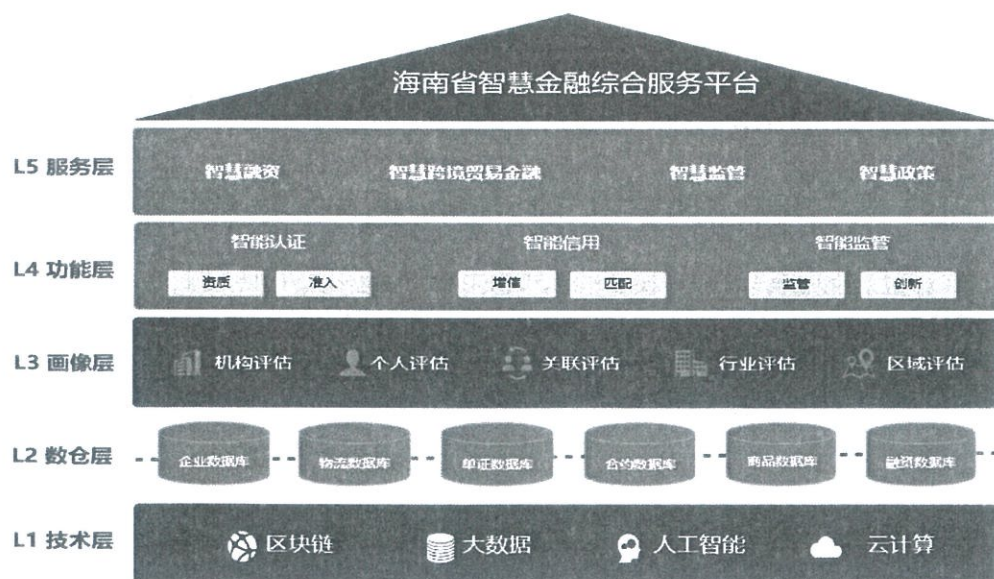 海南省智慧金融综合服务平台
L5 服务层
智慧融资 智慧跨境贸易金融 智慧监管 智慧政策
L4 功能层
智能认证 智能信用 智能监管
资质 准入 增信 匹配 监管 创新
L3 画像层
机构评估 个人评估 关联评估 行业评估 区域评估
L2 数仓层
企业数据库 物流数据库 单证数据库 合约数据库 商品数据库 融资数据库
L1 技术层
区块链 大数据 人工智能 云计算